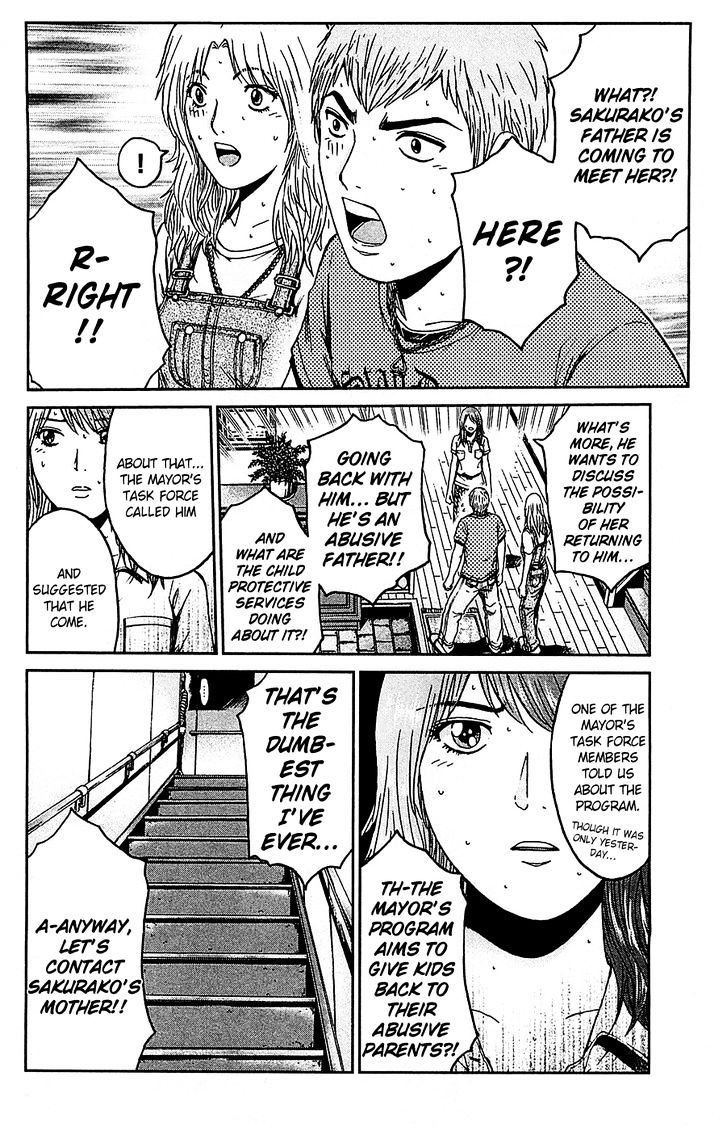 WHAT?!
SAKURAKO'S
FATHER IS
COMING TO
MEET HER?!
HERE
?!
!
R-
RIGHT
!!
WHAT'S
MORE, HE
WANTS TO
DISCUSS
THE POSSI-
BILITY
OF HER
RETURNING
TO HIM...
GOING
BACK WITH
HIM... BUT
HE'S AN
ABUSIVE
FATHER!!
AND
WHAT ARE
THE CHILD
PROTECTIVE
SERVICES
DOING
ABOUT IT?!
ABOUT THAT...
THE MAYOR'S
TASK FORCE
CALLED HIM
AND
SUGGESTED
THAT HE
COME.
ONE OF THE
MAYOR'S
TASK FORCE
MEMBERS
TOLD US
ABOUT THE
PROGRAM.
THOUGH IT WAS
ONLY YESTER-
DAY...
TH-THE
MAYOR'S
PROGRAM
AIMS TO
GIVE KIDS
BACK TO
THEIR
ABUSIVE
PARENTS?!
...
THAT'S
THE
DUMB-
EST
THING
I'VE
EVER...
A-ANYWAY,
LET'S
CONTACT
SAKURAKO'S
MOTHER!!